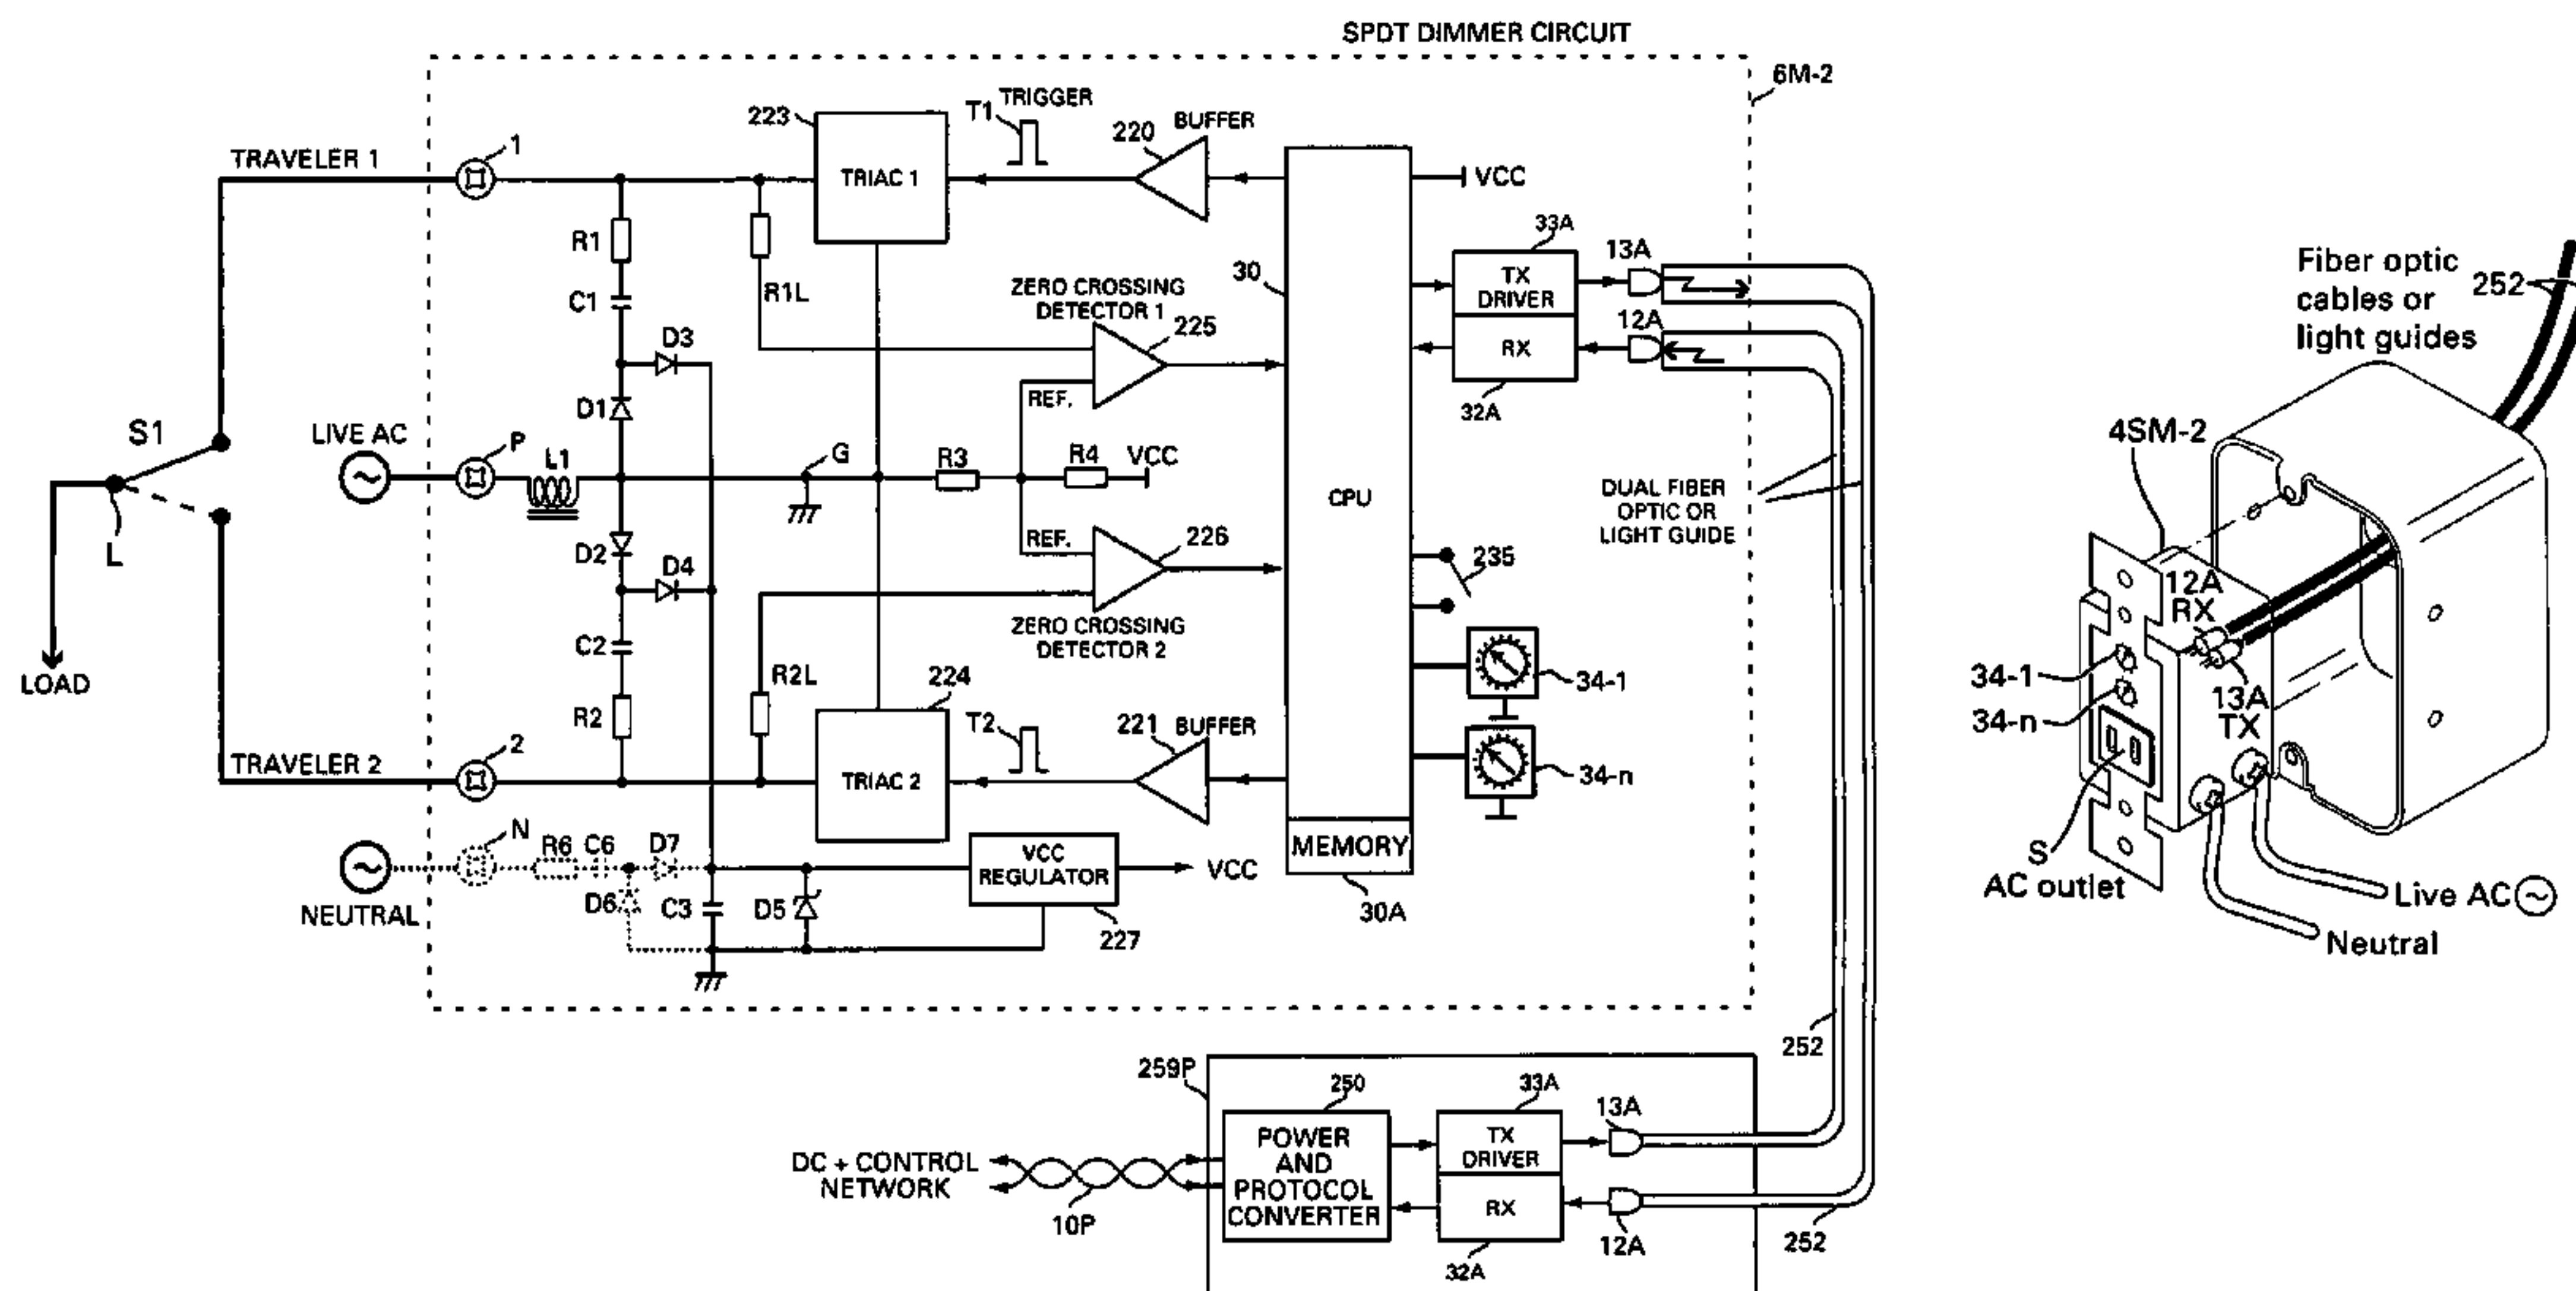 SPDT DIMMER CIRCUIT
6M-2
TRAVELER 1
1
223
TRIAC 1
T1 TRIGGER
220 BUFFER
VCC
R1
R1L
C1
D3
D1
ZERO CROSSING
DETECTOR 1
225
REF.
30
33A
TX
DRIVER
13A
RX
12A
32A
S1
L
LOAD
LIVE AC
P
L1
G
R3
R4
VCC
CPU
DUAL FIBER
OPTIC OR
LIGHT GUIDE
D2
D4
REF.
226
235
ZERO CROSSING
DETECTOR 2
C2
R2
R2L
224
TRIAC 2
T2
221 BUFFER
34-1
34-n
TRAVELER 2
2
MEMORY
30A
NEUTRAL
N
R6
C6
D7
D6
C3
D5
VCC
REGULATOR
227
VCC
252
259P
250
POWER
AND
PROTOCOL
CONVERTER
33A
TX
DRIVER
13A
RX
12A
32A
252
DC + CONTROL
NETWORK
10P
Fiber optic
cables or
light guides
252
4SM-2
12A
RX
34-1
34-n
13A
TX
S
AC outlet
Live AC
Neutral